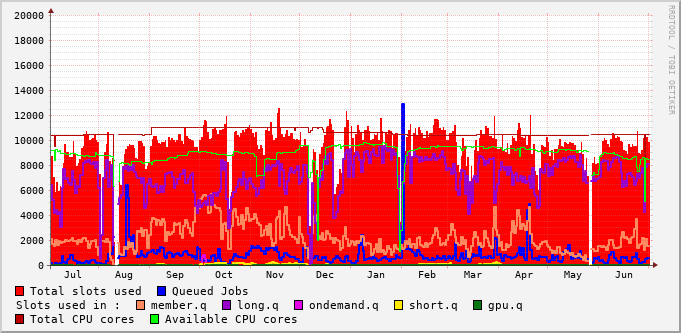 20000
18000
16000
14000
12000
10000
8000
6000
4000
2000
0
Jul Aug Sep Oct Nov Dec Jan Feb Mar Apr May Jun
RRDTOOL / TOBI OETIKER
Total slots used Queued Jobs
Slots used in : member.q long.q ondemand.q short.q gpu.q
Total CPU cores Available CPU cores